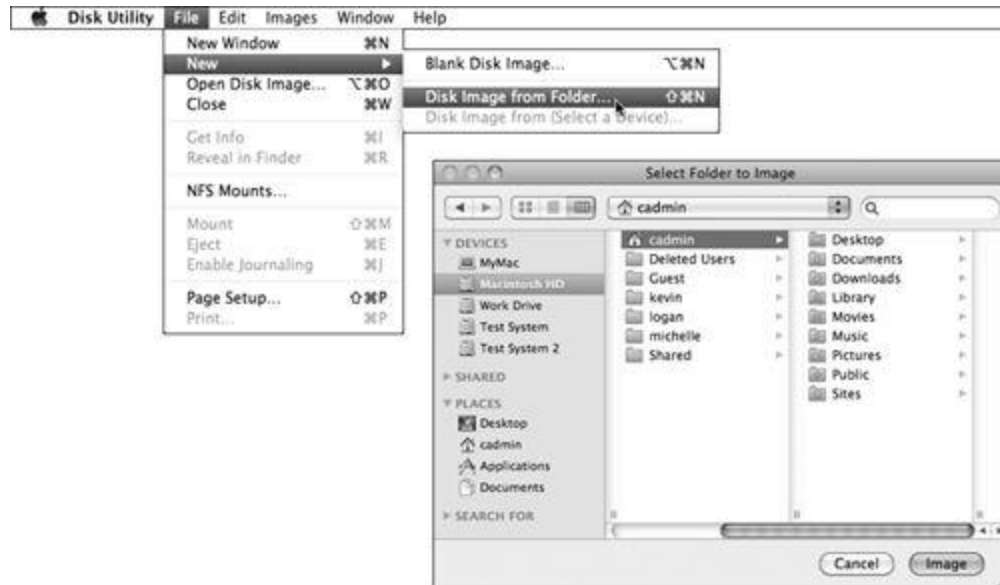 Disk Utility File Edit Images Window Help
New Window ⌘N
New ▶
Open Disk Image... ⌥⌘O
Close ⌘W
Get Info ⌘I
Reveal in Finder ⌘R
NFS Mounts...
Mount ⇧⌘M
Eject ⌘E
Enable Journaling ⌘J
Page Setup... ⇧⌘P
Print... ⌘P
Blank Disk Image... ⌥⌘N
Disk Image from Folder... ⇧⌘N
Disk Image from (Select a Device)...
Select Folder to Image
cadmin
DEVICES
MyMac
Macintosh HD
Work Drive
Test System
Test System 2
SHARED
PLACES
Desktop
cadmin
Applications
Documents
SEARCH FOR
cadmin
Deleted Users
Guest
kevin
logan
michelle
Shared
Desktop
Documents
Downloads
Library
Movies
Music
Pictures
Public
Sites
Cancel Image